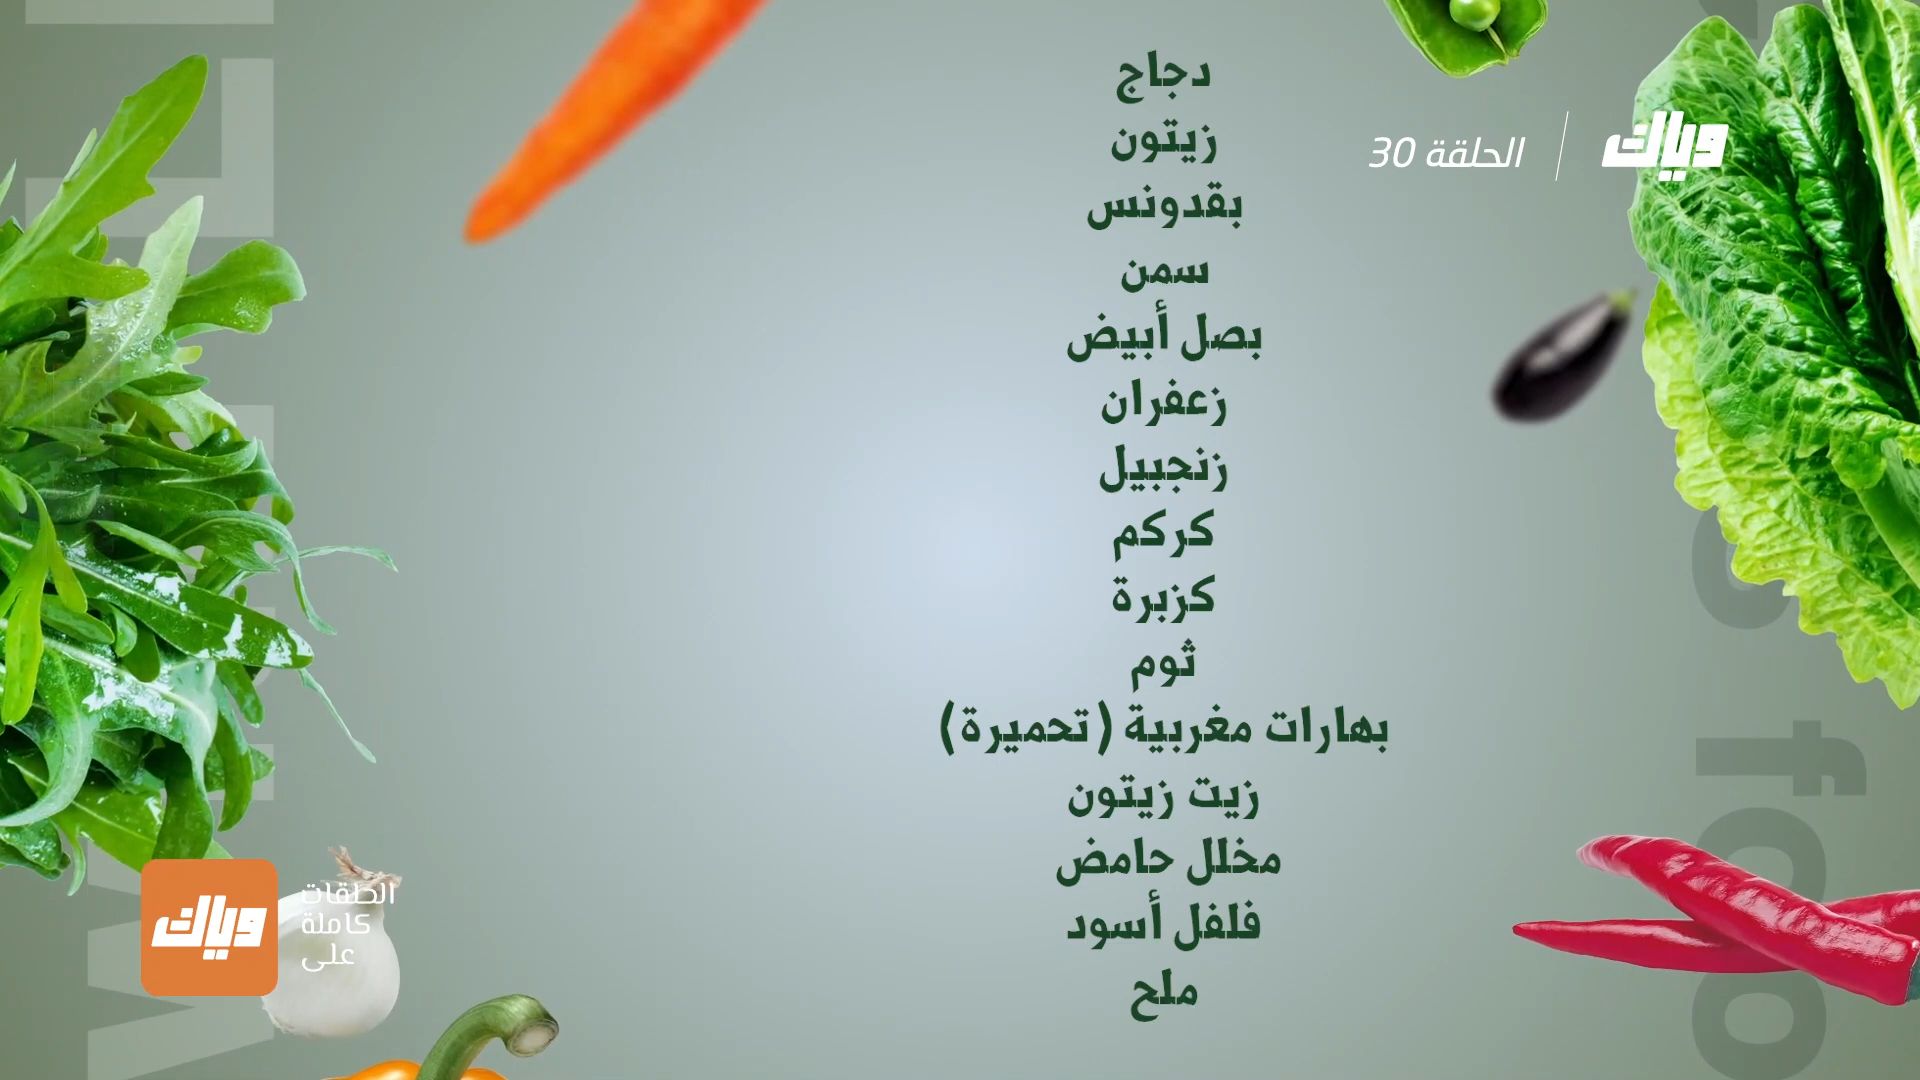 دجاج
زيتون
بقدونس
سمن
بصل أبيض
زعفران
زنجبيل
كركم
كزبرة
ثوم
بهارات مغربية (تحميرة)
زيت زيتون
مخلل حامض
فلفل أسود
ملح
وياك
الحلقة 30
وياك
الحلقات
كاملة
على